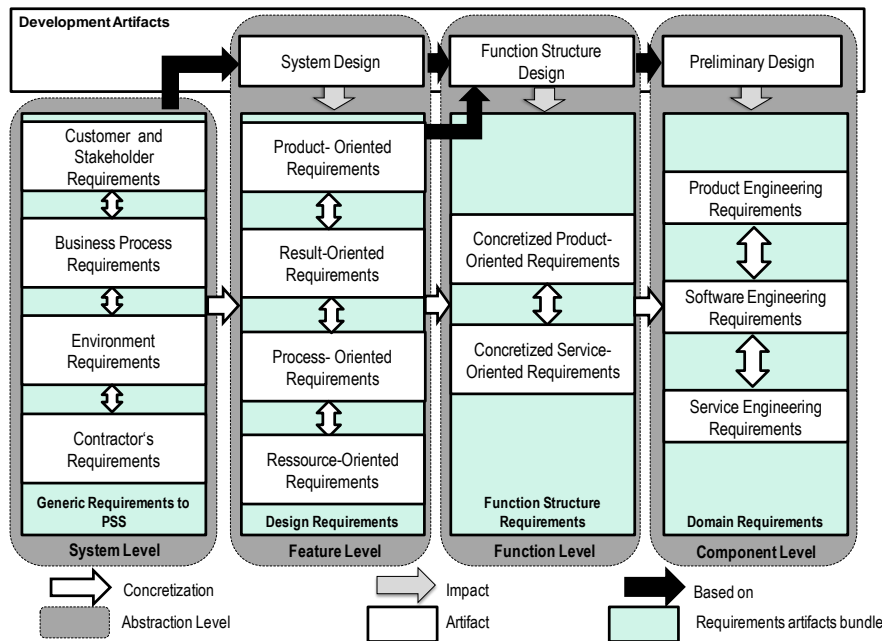 Development Artifacts
System Design
Function Structure
Design
Preliminary Design
Customer and
Stakeholder
Requirements
Business Process
Requirements
Environment
Requirements
Contractor's
Requirements
Generic Requirements to
PSS
System Level
Product- Oriented
Requirements
Result-Oriented
Requirements
Process- Oriented
Requirements
Ressource-Oriented
Requirements
Design Requirements
Feature Level
Concretized Product-
Oriented Requirements
Concretized Service-
Oriented Requirements
Function Structure
Requirements
Function Level
Product Engineering
Requirements
Software Engineering
Requirements
Service Engineering
Requirements
Domain Requirements
Component Level
Concretization
Impact
Based on
Abstraction Level
Artifact
Requirements artifacts bundle